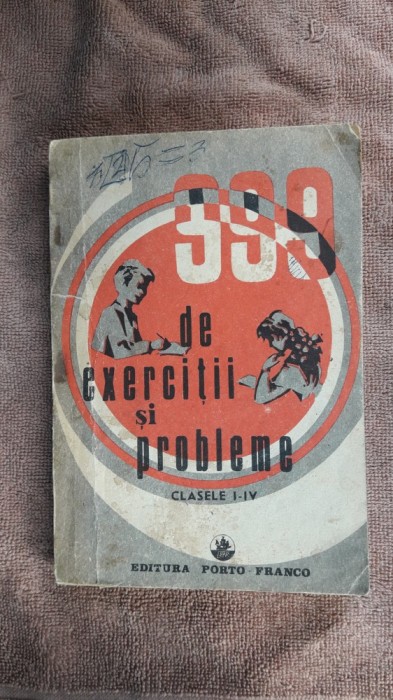 999
de
exerciții
și
probleme
CLASELE I-IV
EDITURA PORTO-FRANCO